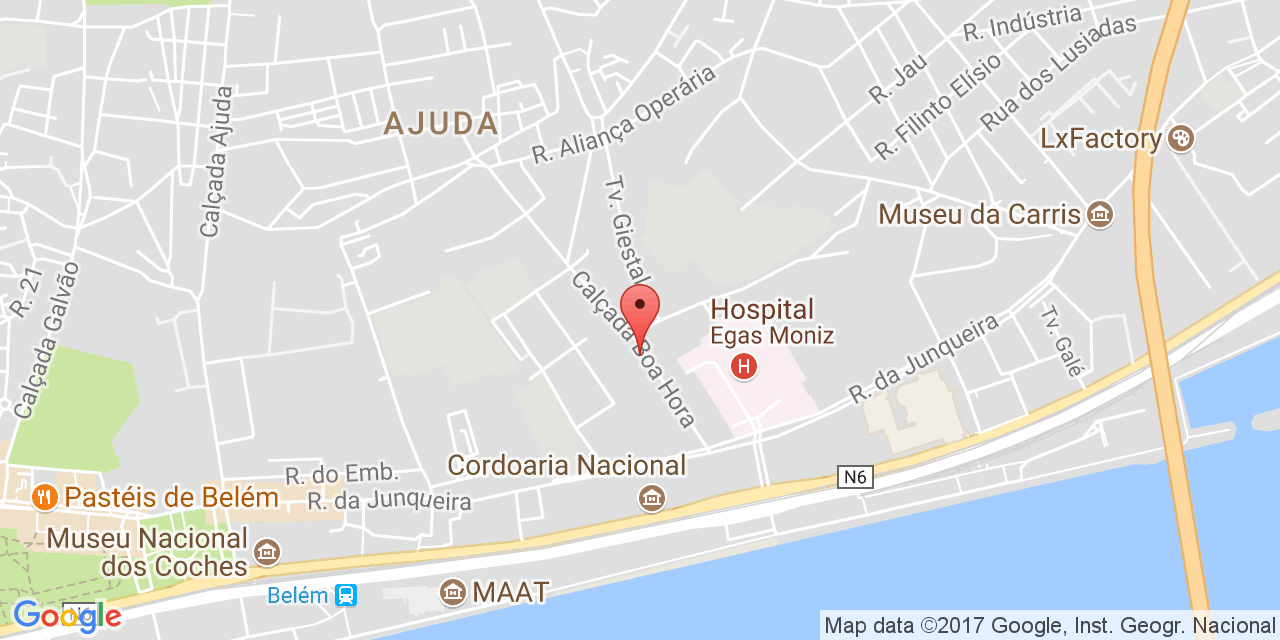 R. Indústria
R. Jau
R. Filinto Elísio
Rua dos Lusiadas
AJUDA
R. Aliança Operária
Calçada Ajuda
LxFactory
Tv. Giestal
Museu da Carris
R. 21
Calçada Galvão
Calçada Boa Hora
Hospital
Egas Moniz
H
R. da Junqueira
Tv. Galé
Cordoaria Nacional
N6
R. do Emb.
R. da Junqueira
Pastéis de Belém
Museu Nacional
dos Coches
Belém
MAAT
N6
Google
Map data ©2017 Google, Inst. Geogr. Nacional